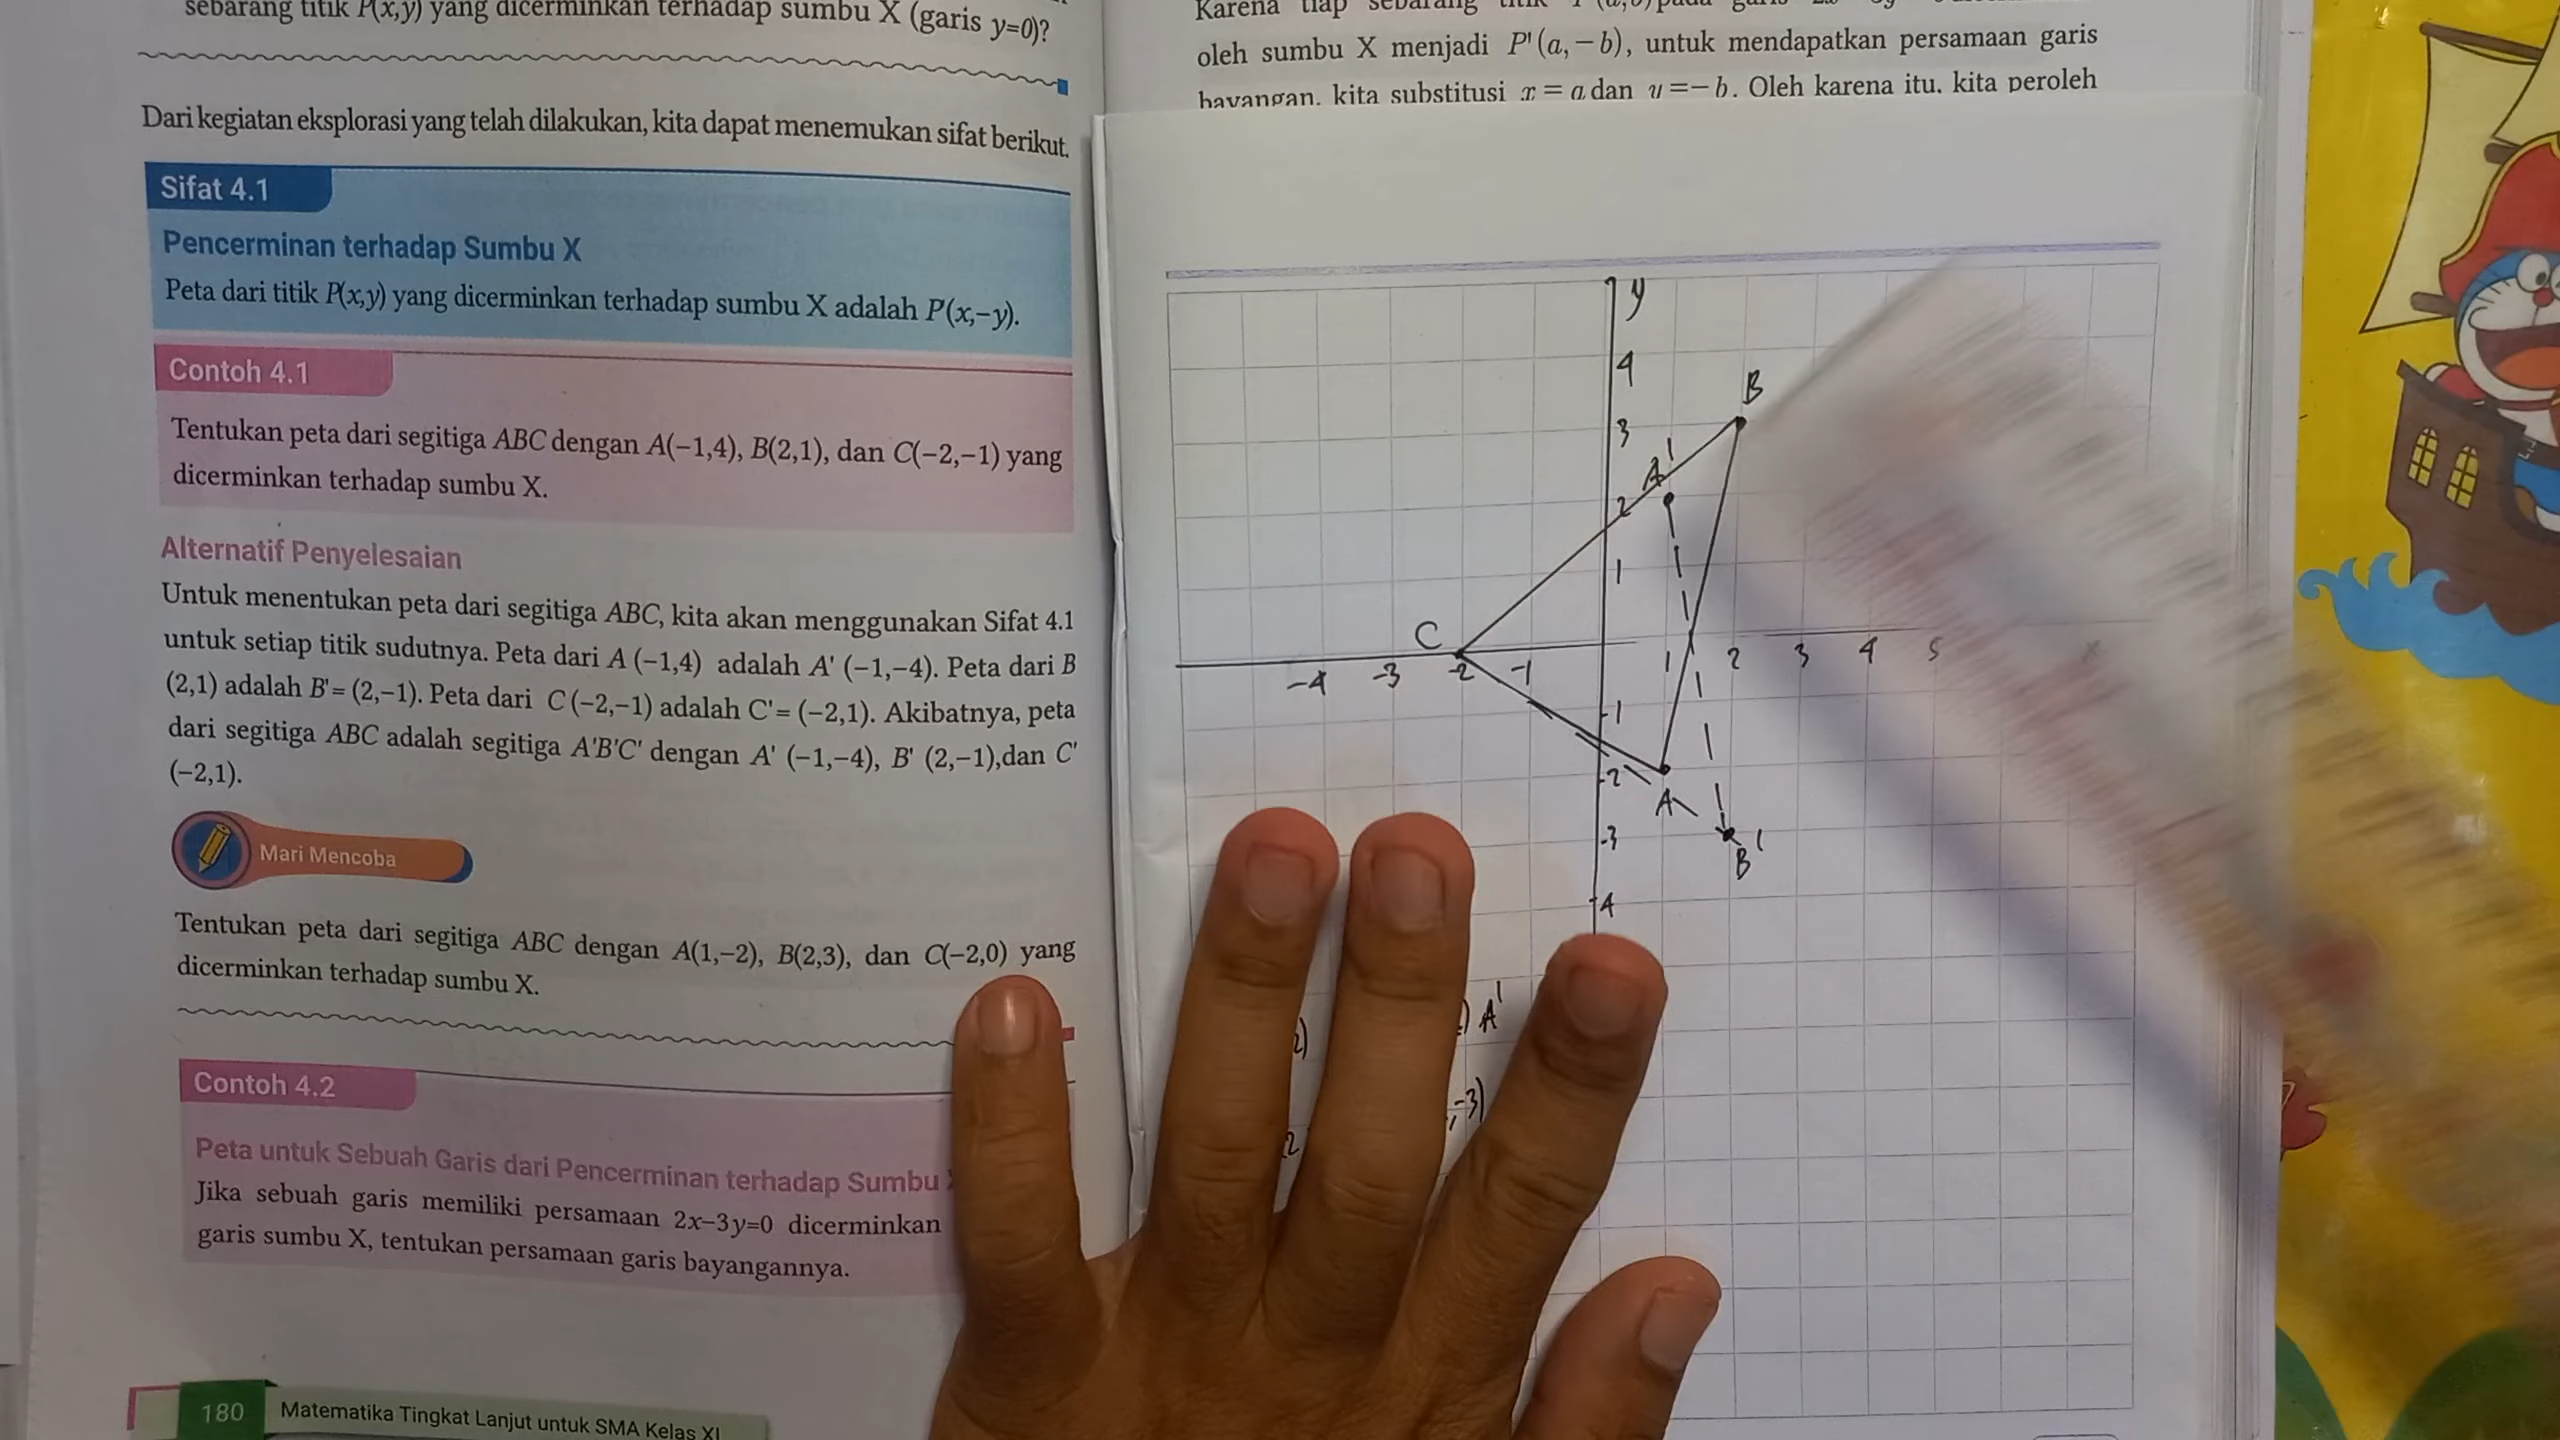 sebarang titik P(x,y) yang dicerminkan terhadap sumbu X (garis y=0)?
Dari kegiatan eksplorasi yang telah dilakukan, kita dapat menemukan sifat berikut.
Sifat 4.1
Pencerminan terhadap Sumbu X
Peta dari titik P(x,y) yang dicerminkan terhadap sumbu X adalah P'(x,−y).
Contoh 4.1
Tentukan peta dari segitiga ABC dengan A(−1,4), B(2,1), dan C(−2,−1) yang
dicerminkan terhadap sumbu X.
Alternatif Penyelesaian
Untuk menentukan peta dari segitiga ABC, kita akan menggunakan Sifat 4.1
untuk setiap titik sudutnya. Peta dari A (−1,4) adalah A' (−1,−4). Peta dari B
(2,1) adalah B'= (2,−1). Peta dari C (−2,−1) adalah C'= (−2,1). Akibatnya, peta
dari segitiga ABC adalah segitiga A'B'C' dengan A' (−1,−4), B' (2,−1),dan C'
(−2,1).
Mari Mencoba
Tentukan peta dari segitiga ABC dengan A(1,−2), B(2,3), dan C(−2,0) yang
dicerminkan terhadap sumbu X.
Contoh 4.2
Peta untuk Sebuah Garis dari Pencerminan terhadap Sumbu
Jika sebuah garis memiliki persamaan 2x−3y=0 dicerminkan
garis sumbu X, tentukan persamaan garis bayangannya.
180 Matematika Tingkat Lanjut untuk SMA Kelas XI
Karena tiap sebarang titik
oleh sumbu X menjadi P'(a,−b), untuk mendapatkan persamaan garis
bayangan, kita substitusi x = a dan y = − b. Oleh karena itu, kita peroleh
y
4
B
3
A'
2
1
C
-4 -3 -2 -1 1 2 3 4 5 x
-1
-2
A
-3
B'
-4
2) ) A'
2 , -3)